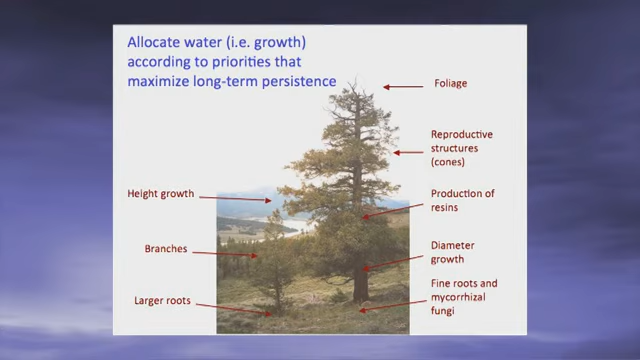 Allocate water (i.e. growth)
according to priorities that
maximize long-term persistence
Foliage
Reproductive
structures
(cones)
Height growth
Production of
resins
Branches
Diameter
growth
Larger roots
Fine roots and
mycorrhizal
fungi